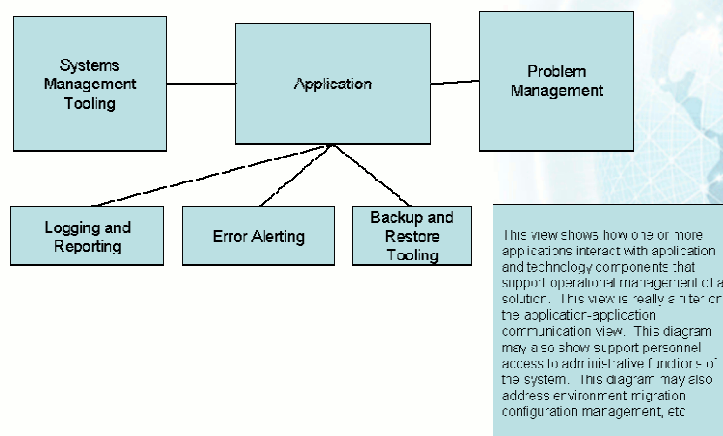 Systems
Management
Tooling
Application
Problem
Management
Logging and
Reporting
Error Alerting
Backup and
Restore
Tooling
This view shows how one or more
applications interact with application
and technology components that
support operational management of a
solution. This view is really a filter on
the application-application
communication view. This diagram
may also show support personnel
access to administrative functions of
the system. This diagram may also
address environment migration
configuration management, etc